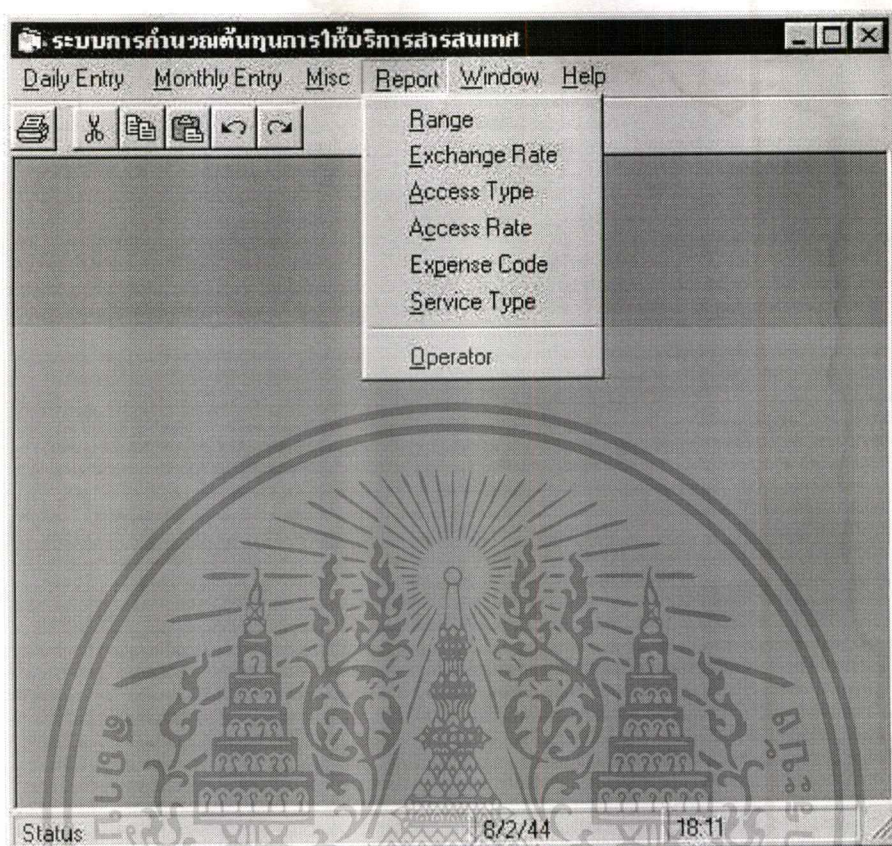 ระบบการคำนวณต้นทุนการให้บริการสารสนเทศ
Daily Entry Monthly Entry Misc Report Window Help
Range
Exchange Rate
Access Type
Access Rate
Expense Code
Service Type
Operator
Status 8/2/44 18:11